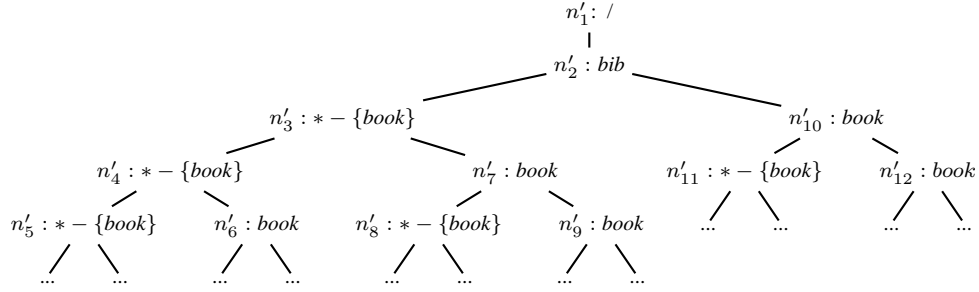 n′₁: /
n′₂ : bib
n′₃ : ∗ − {book} n′₁₀ : book
n′₄ : ∗ − {book} n′₇ : book n′₁₁ : ∗ − {book} n′₁₂ : book
n′₅ : ∗ − {book} n′₆ : book n′₈ : ∗ − {book} n′₉ : book ... ... ... ...
... ... ... ... ... ... ... ...